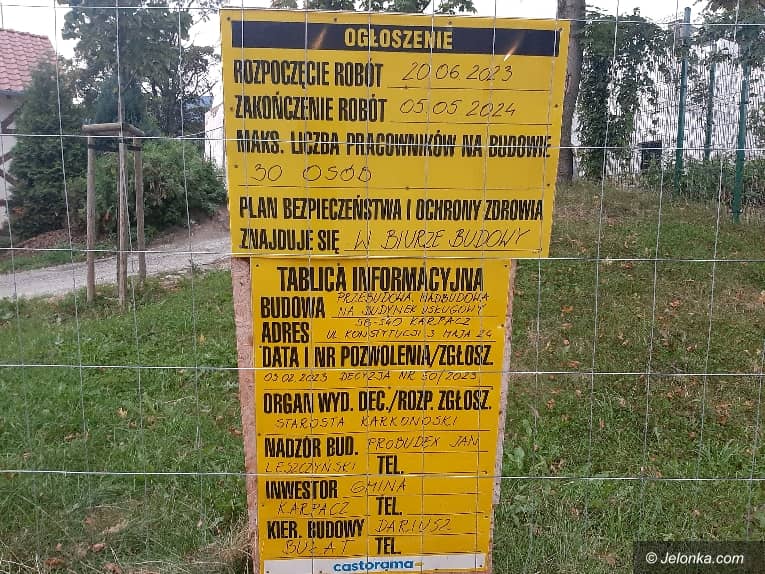 OGŁOSZENIE
ROZPOCZĘCIE ROBÓT 20.06.2023
ZAKOŃCZENIE ROBÓT 05.05.2024
MAKS. LICZBA PRACOWNIKÓW NA BUDOWIE
30 OSÓB
PLAN BEZPIECZEŃSTWA I OCHRONY ZDROWIA
ZNAJDUJE SIĘ W BIURZE BUDOWY
TABLICA INFORMACYJNA
PRZEBUDOWA, NADBUDOWA
BUDOWA NA BUDYNEK USŁUGOWY
58-540 KARPACZ
ADRES UL KONSTYTUCJI 3 MAJA 24
DATA I NR POZWOLENIA/ZGŁOSZ.
03.02.2023 DECYZJA NR 50/2023
ORGAN WYD. DEC./ROZP. ZGŁOSZ.
STAROSTA KARKONOSKI
NADZÓR BUD. PROBUDEX JAN
LESZCZYŃSKI TEL.
INWESTOR GMINA
KARPACZ TEL.
KIER. BUDOWY DARIUSZ
BUŁAT TEL.
castorama
© Jelonka.com